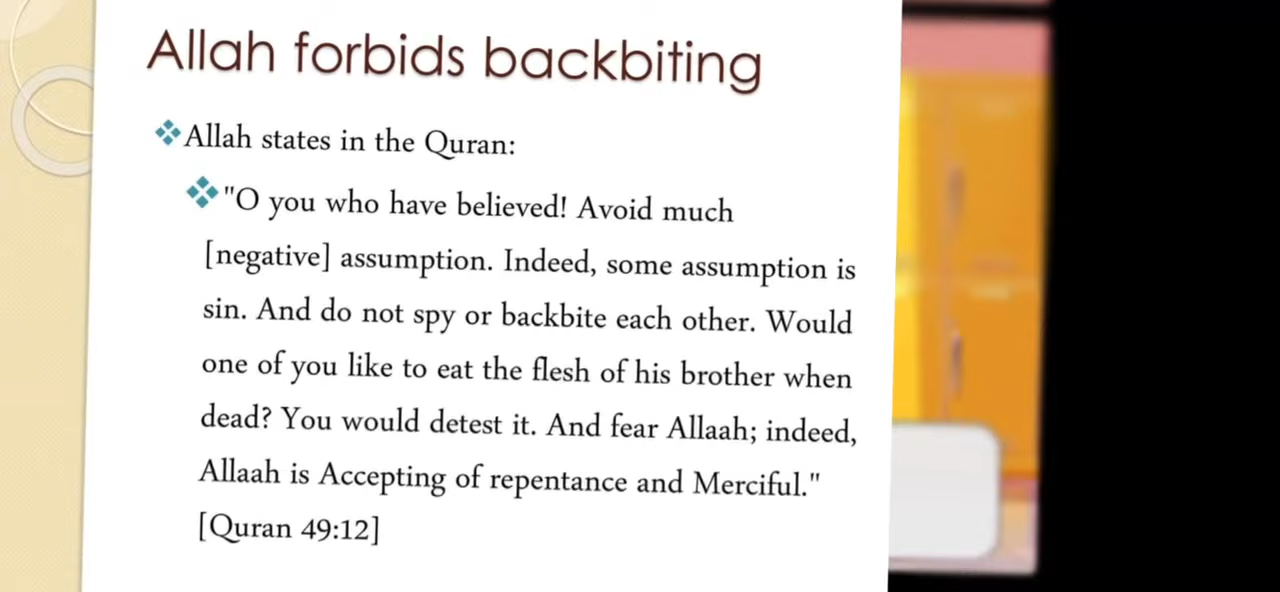 Allah forbids backbiting
Allah states in the Quran:
"O you who have believed! Avoid much
[negative] assumption. Indeed, some assumption is
sin. And do not spy or backbite each other. Would
one of you like to eat the flesh of his brother when
dead? You would detest it. And fear Allaah; indeed,
Allaah is Accepting of repentance and Merciful."
[Quran 49:12]